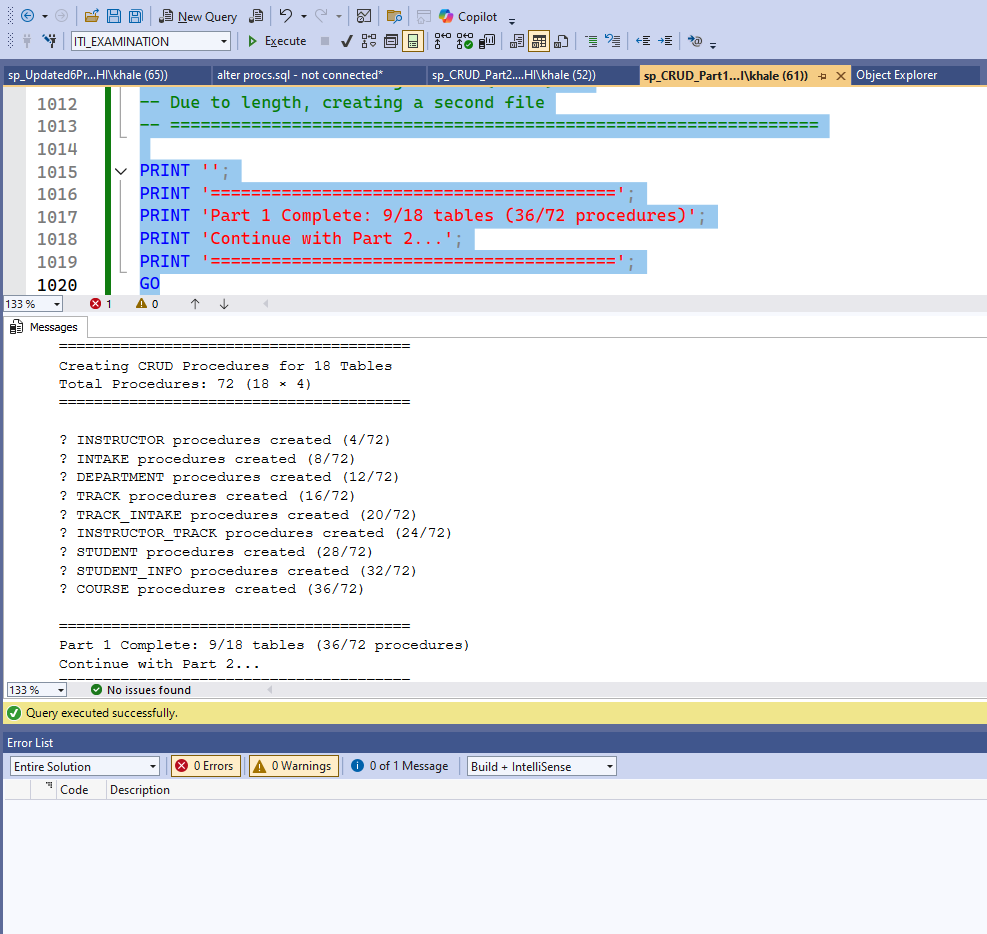 New Query
Copilot
ITI_EXAMINATION
Execute
sp_Updated6Pr...HI\khale (65))
alter procs.sql - not connected*
sp_CRUD_Part2....HI\khale (52))
sp_CRUD_Part1...I\khale (61))
Object Explorer
1012 -- Due to length, creating a second file
1013 -- ================================================================
1014
1015 PRINT '';
1016 PRINT '========================================';
1017 PRINT 'Part 1 Complete: 9/18 tables (36/72 procedures)';
1018 PRINT 'Continue with Part 2...';
1019 PRINT '========================================';
1020 GO
133 %
1
0
Messages
========================================
Creating CRUD Procedures for 18 Tables
Total Procedures: 72 (18 × 4)
========================================
? INSTRUCTOR procedures created (4/72)
? INTAKE procedures created (8/72)
? DEPARTMENT procedures created (12/72)
? TRACK procedures created (16/72)
? TRACK_INTAKE procedures created (20/72)
? INSTRUCTOR_TRACK procedures created (24/72)
? STUDENT procedures created (28/72)
? STUDENT_INFO procedures created (32/72)
? COURSE procedures created (36/72)
========================================
Part 1 Complete: 9/18 tables (36/72 procedures)
Continue with Part 2...
========================================
133 %
No issues found
Query executed successfully.
Error List
Entire Solution
0 Errors
0 Warnings
0 of 1 Message
Build + IntelliSense
Code
Description